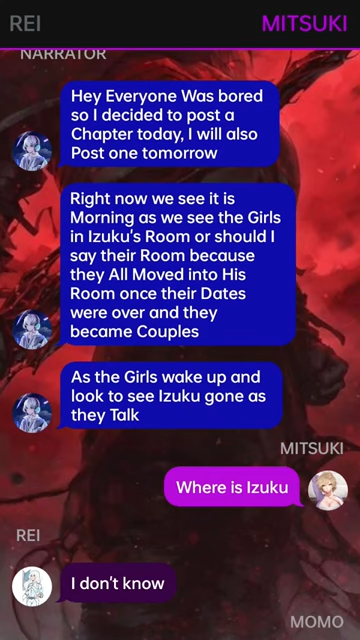 REI
MITSUKI
NARRATOR
Hey Everyone Was bored
so I decided to post a
Chapter today, I will also
Post one tomorrow
Right now we see it is
Morning as we see the Girls
in Izuku's Room or should I
say their Room because
they All Moved into His
Room once their Dates
were over and they
became Couples
As the Girls wake up and
look to see Izuku gone as
they Talk
MITSUKI
Where is Izuku
REI
I don't know
MOMO